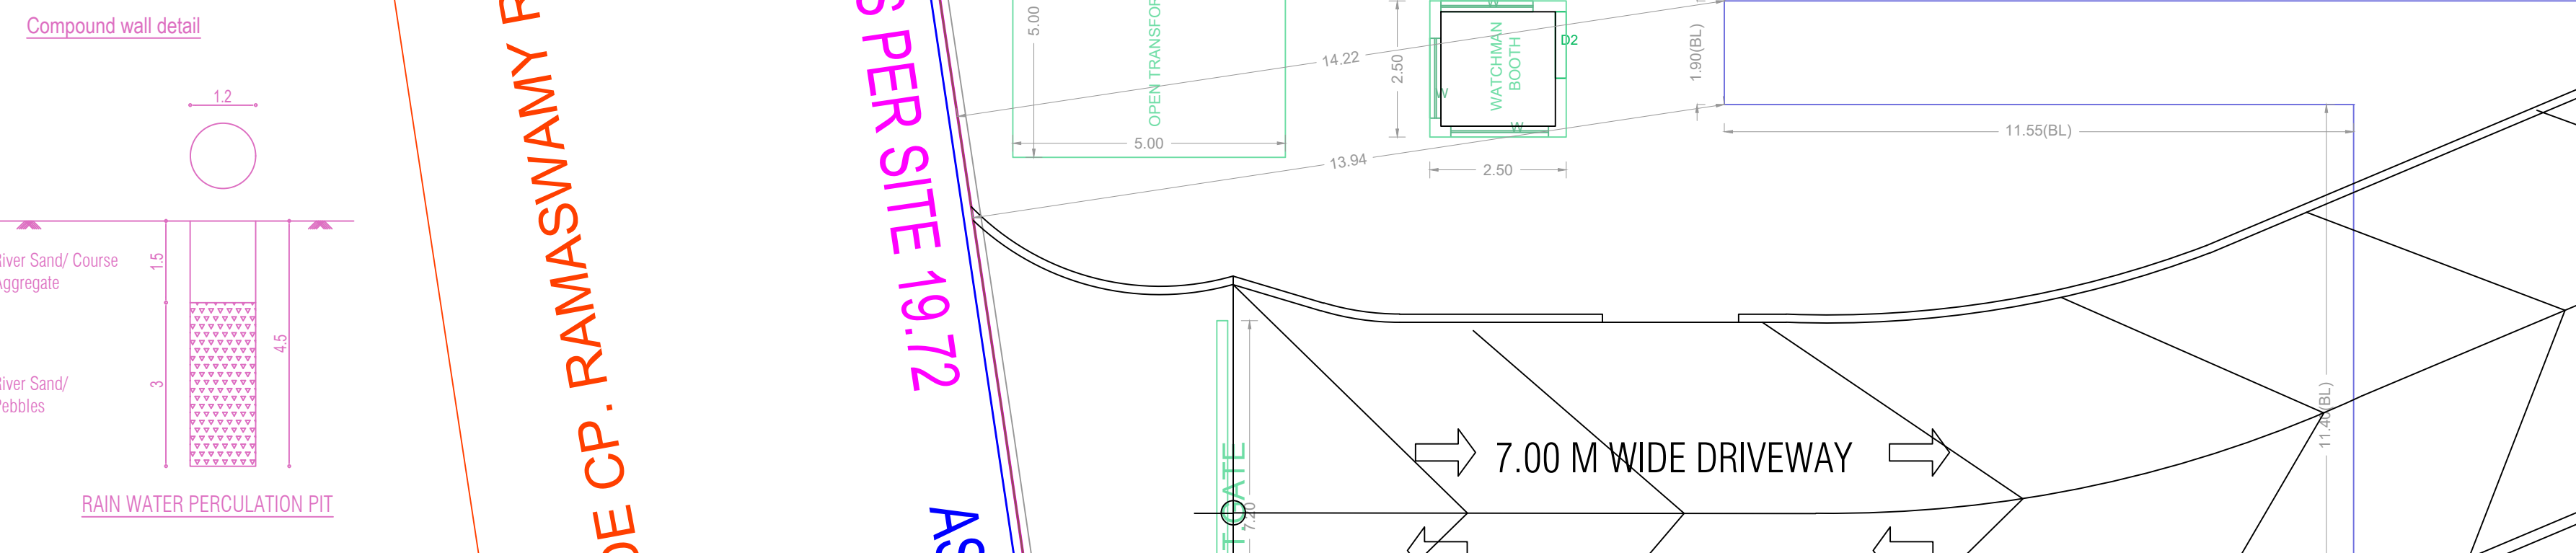 Compound wall detail
1.2
1.5
4.5
3
River Sand/ Course
Aggregate
River Sand/
Pebbles
RAIN WATER PERCULATION PIT
DE CP. RAMASWAMY R
S PER SITE 19.72
AS
5.00
OPEN TRANSFOR
5.00
14.22
13.94
2.50
W
WATCHMAN
BOOTH
D2
W
W
2.50
1.90(BL)
11.55(BL)
11.40(BL)
7.00 M WIDE DRIVEWAY
GATE
7.20